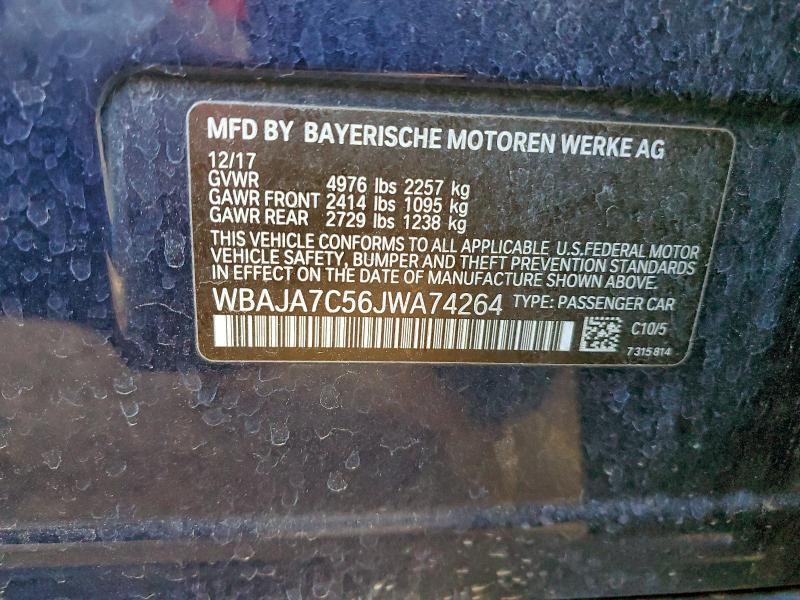 MFD BY BAYERISCHE MOTOREN WERKE AG
12/17
GVWR 4976 lbs 2257 kg
GAWR FRONT 2414 lbs 1095 kg
GAWR REAR 2729 lbs 1238 kg
THIS VEHICLE CONFORMS TO ALL APPLICABLE U.S.FEDERAL MOTOR
VEHICLE SAFETY, BUMPER AND THEFT PREVENTION STANDARDS
IN EFFECT ON THE DATE OF MANUFACTURE SHOWN ABOVE.
WBAJA7C56JWA74264 TYPE: PASSENGER CAR
C10/5
7315814